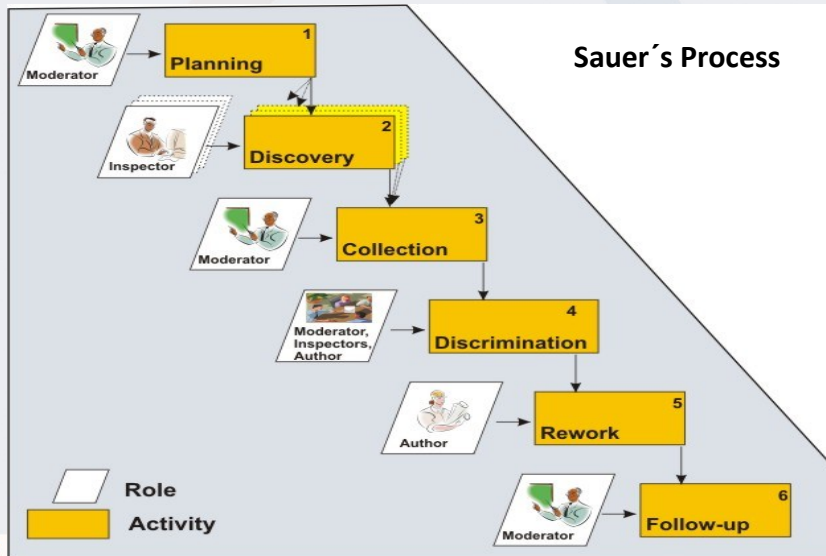 Sauer´s Process
1
Planning
Moderator
2
Discovery
Inspector
3
Collection
Moderator
4
Discrimination
Moderator,
Inspectors,
Author
5
Rework
Author
6
Follow-up
Moderator
Role
Activity